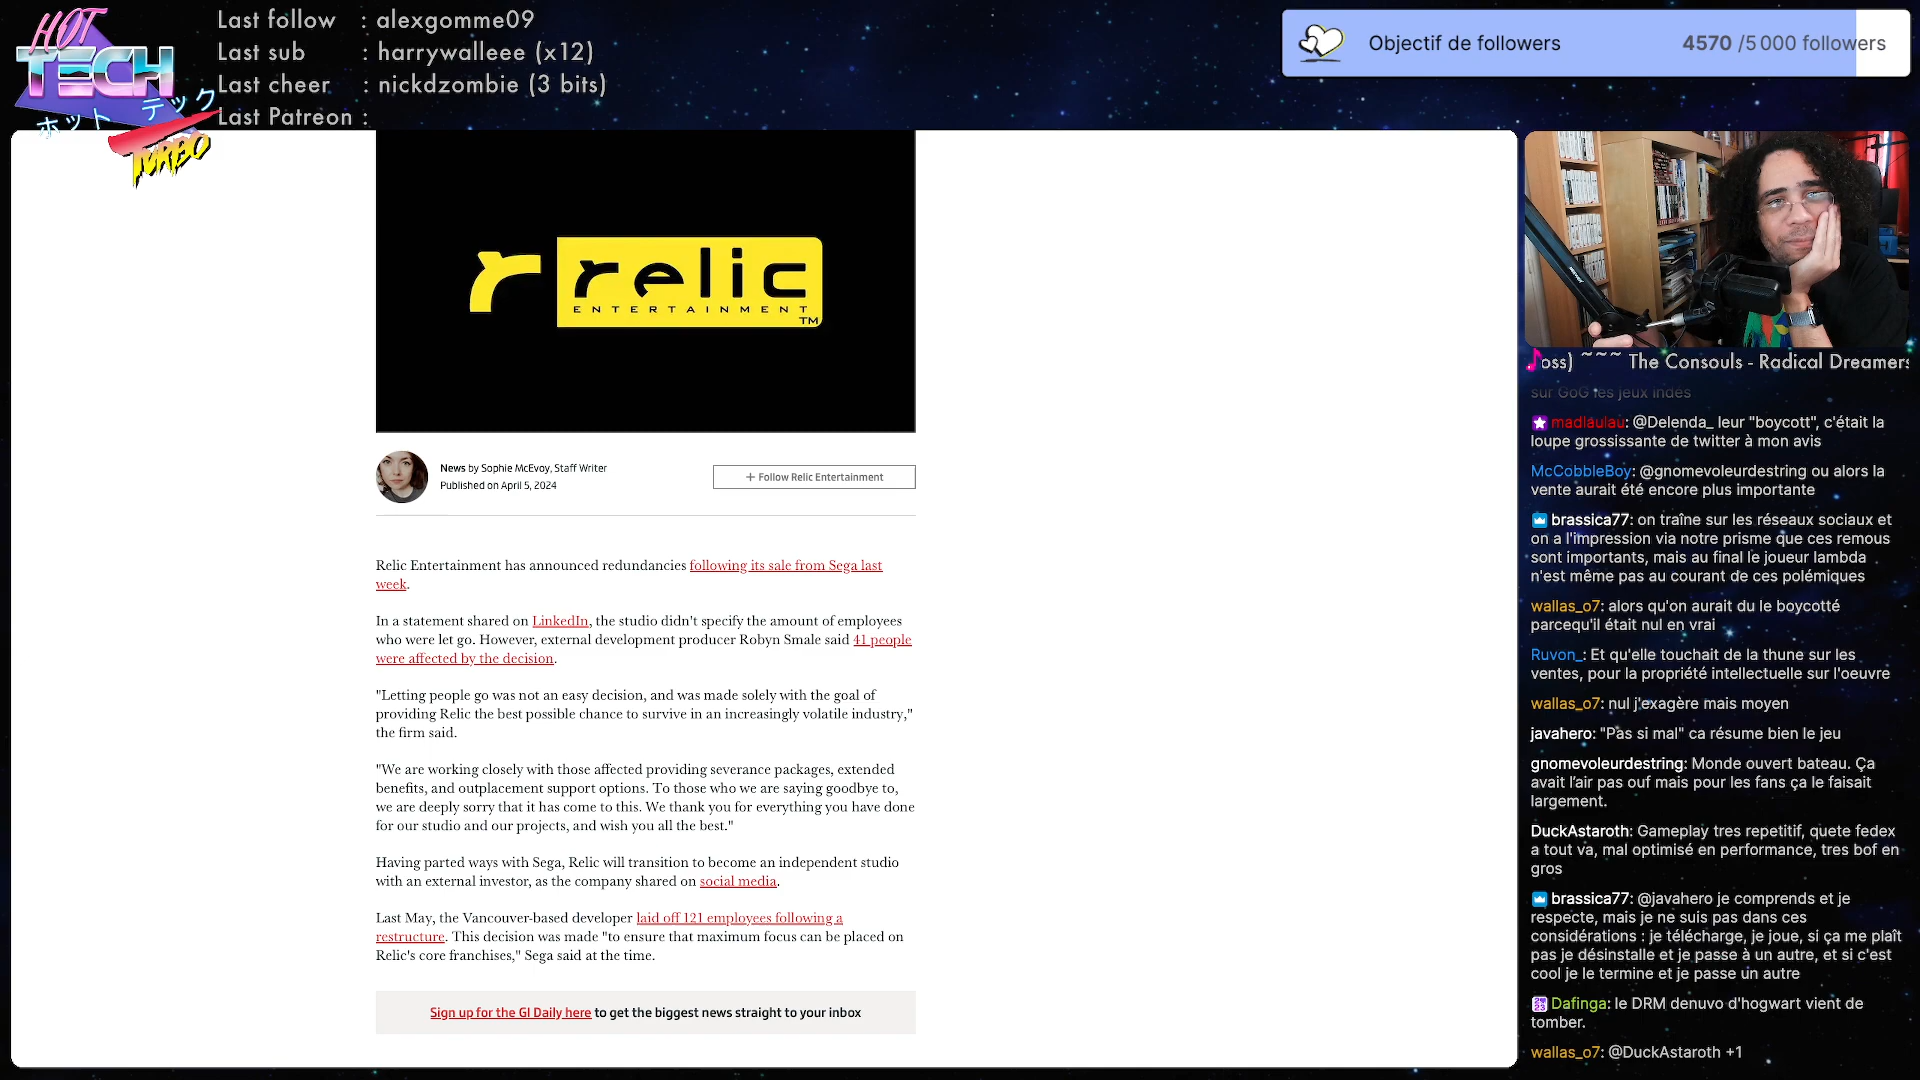 HOT
TECH
ホット テック
TURBO
Last follow : alexgomme09
Last sub : harrywalleee (x12)
Last cheer : nickdzombie (3 bits)
Last Patreon :
Objectif de followers 4570 /5 000 followers
relic
ENTERTAINMENT
TM
News by Sophie McEvoy, Staff Writer
Published on April 5, 2024
+ Follow Relic Entertainment
Relic Entertainment has announced redundancies following its sale from Sega last
week.
In a statement shared on LinkedIn, the studio didn't specify the amount of employees
who were let go. However, external development producer Robyn Smale said 41 people
were affected by the decision.
"Letting people go was not an easy decision, and was made solely with the goal of
providing Relic the best possible chance to survive in an increasingly volatile industry,"
the firm said.
"We are working closely with those affected providing severance packages, extended
benefits, and outplacement support options. To those who we are saying goodbye to,
we are deeply sorry that it has come to this. We thank you for everything you have done
for our studio and our projects, and wish you all the best."
Having parted ways with Sega, Relic will transition to become an independent studio
with an external investor, as the company shared on social media.
Last May, the Vancouver-based developer laid off 121 employees following a
restructure. This decision was made "to ensure that maximum focus can be placed on
Relic's core franchises," Sega said at the time.
Sign up for the GI Daily here to get the biggest news straight to your inbox
oss) ~~~ The Consouls - Radical Dreamers
sur GoG les jeux indés
madlaulau: @Delenda_ leur "boycott", c'était la
loupe grossissante de twitter à mon avis
McCobbleBoy: @gnomevoleurdestring ou alors la
vente aurait été encore plus importante
brassica77: on traîne sur les réseaux sociaux et
on a l'impression via notre prisme que ces remous
sont importants, mais au final le joueur lambda
n'est même pas au courant de ces polémiques
wallas_o7: alors qu'on aurait du le boycotté
parcequ'il était nul en vrai
Ruvon_: Et qu'elle touchait de la thune sur les
ventes, pour la propriété intellectuelle sur l'oeuvre
wallas_o7: nul j'exagère mais moyen
javahero: "Pas si mal" ca résume bien le jeu
gnomevoleurdestring: Monde ouvert bateau. Ça
avait l'air pas ouf mais pour les fans ça le faisait
largement.
DuckAstaroth: Gameplay tres repetitif, quete fedex
a tout va, mal optimisé en performance, tres bof en
gros
brassica77: @javahero je comprends et je
respecte, mais je ne suis pas dans ces
considérations : je télécharge, je joue, si ça me plaît
pas je désinstalle et je passe à un autre, et si c'est
cool je le termine et je passe un autre
Dafinga: le DRM denuvo d'hogwart vient de
tomber.
wallas_o7: @DuckAstaroth +1